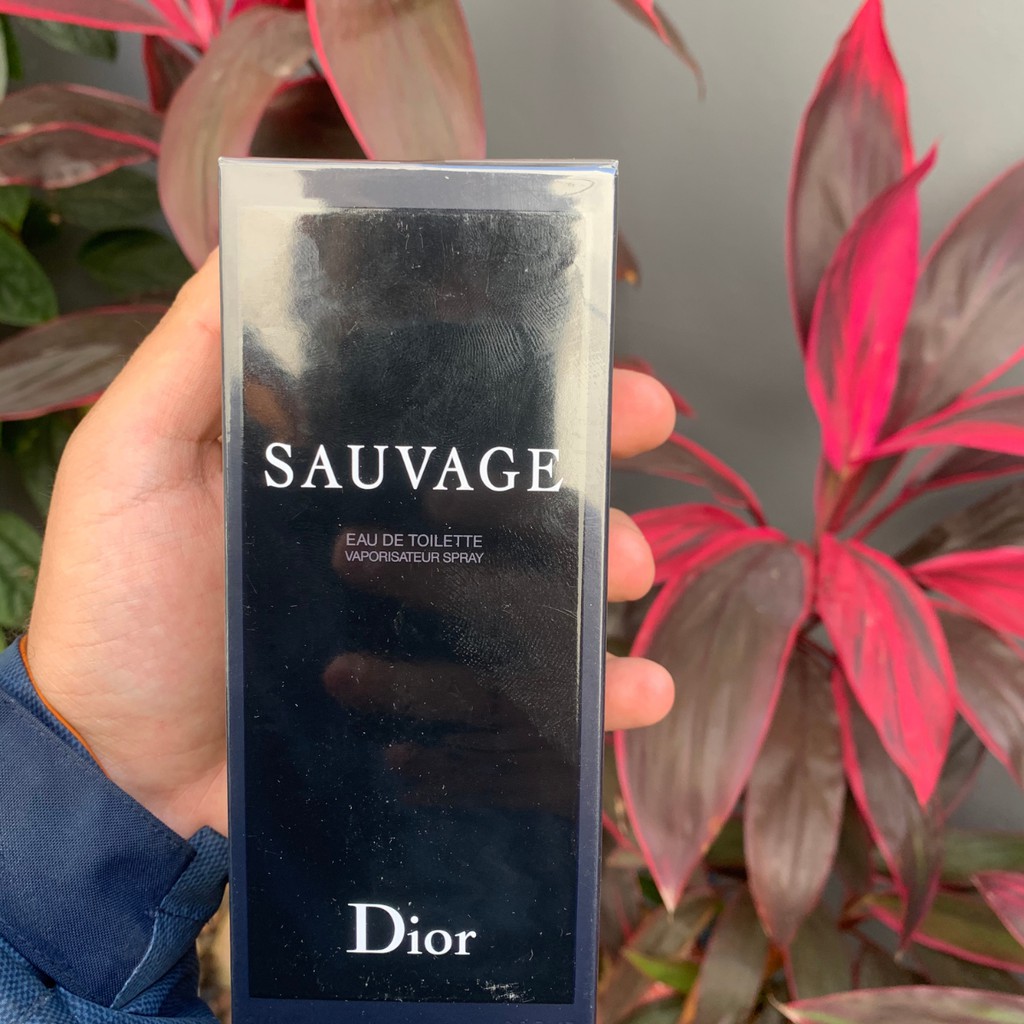 SAUVAGE
EAU DE TOILETTE
VAPORISATEUR SPRAY
Dior